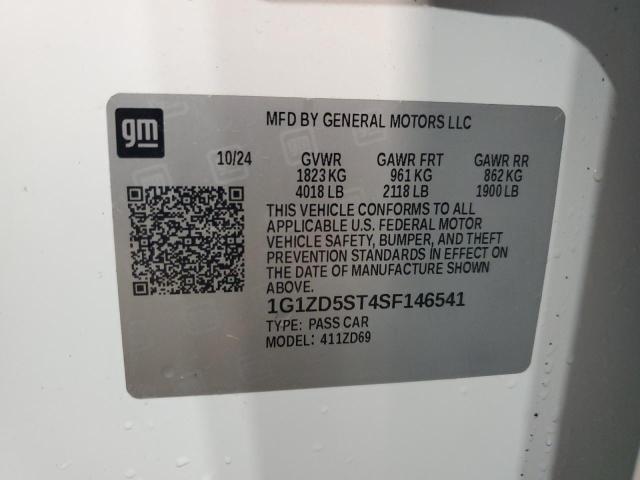 gm
MFD BY GENERAL MOTORS LLC
10/24 GVWR GAWR FRT GAWR RR
1823 KG 961 KG 862 KG
4018 LB 2118 LB 1900 LB
THIS VEHICLE CONFORMS TO ALL
APPLICABLE U.S. FEDERAL MOTOR
VEHICLE SAFETY, BUMPER, AND THEFT
PREVENTION STANDARDS IN EFFECT ON
THE DATE OF MANUFACTURE SHOWN
ABOVE.
1G1ZD5ST4SF146541
TYPE: PASS CAR
MODEL: 411ZD69